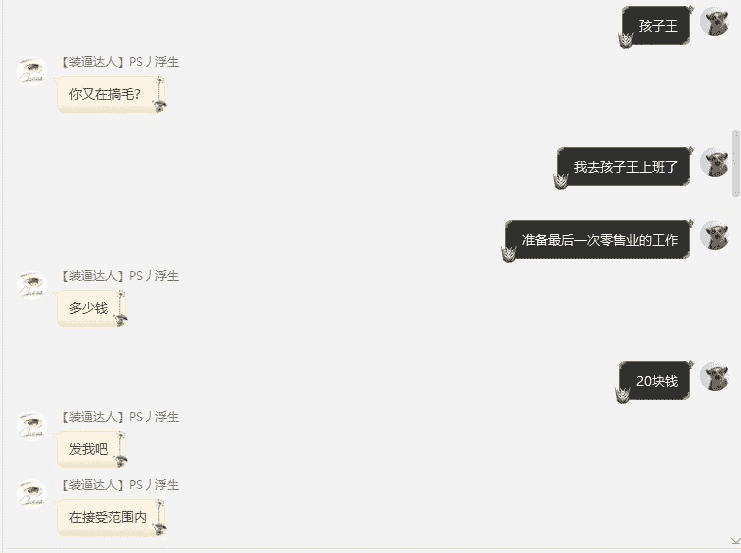 孩子王
【装逼达人】PS丿浮生
你又在搞毛?
我去孩子王上班了
准备最后一次零售业的工作
【装逼达人】PS丿浮生
多少钱
20块钱
【装逼达人】PS丿浮生
发我吧
【装逼达人】PS丿浮生
在接受范围内